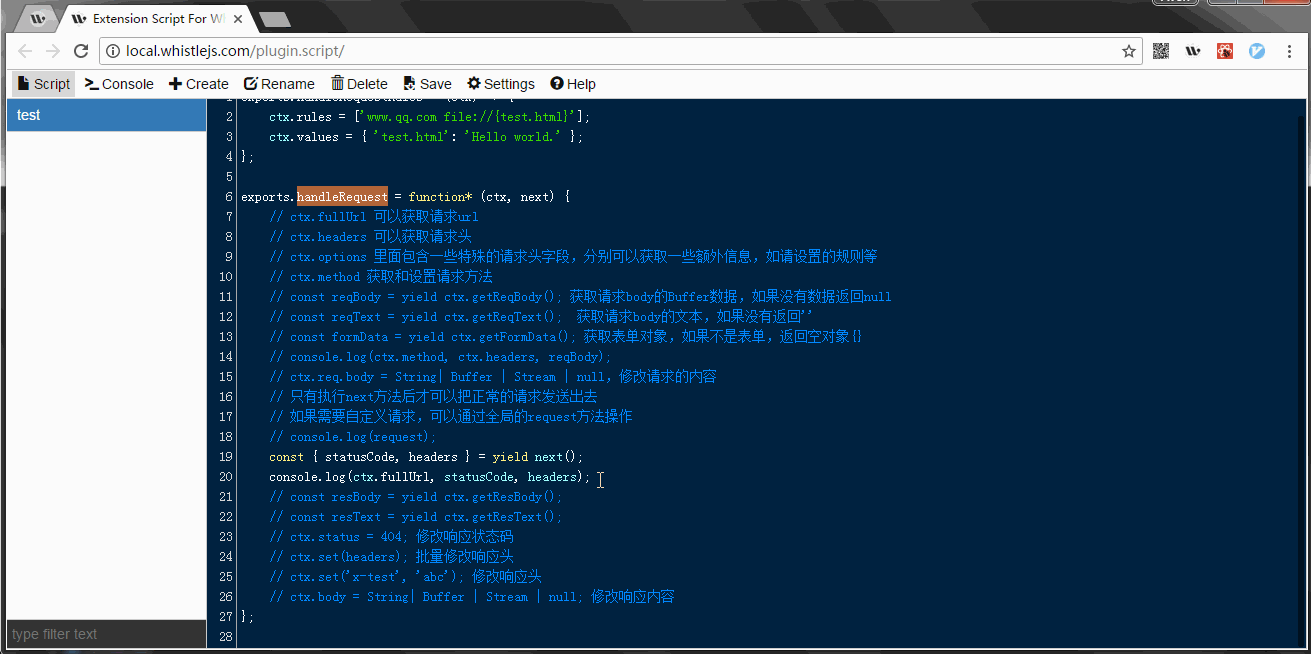 Extension Script For W
local.whistlejs.com/plugin.script/
Script Console Create Rename Delete Save Settings Help
test
1
2 ctx.rules = ['www.qq.com file://{test.html}'];
3 ctx.values = { 'test.html': 'Hello world.' };
4 };
5
6 exports.handleRequest = function* (ctx, next) {
7 // ctx.fullUrl 可以获取请求url
8 // ctx.headers 可以获取请求头
9 // ctx.options 里面包含一些特殊的请求头字段，分别可以获取一些额外信息，如请设置的规则等
10 // ctx.method 获取和设置请求方法
11 // const reqBody = yield ctx.getReqBody(); 获取请求body的Buffer数据，如果没有数据返回null
12 // const reqText = yield ctx.getReqText();  获取请求body的文本，如果没有返回''
13 // const formData = yield ctx.getFormData(); 获取表单对象，如果不是表单，返回空对象{}
14 // console.log(ctx.method, ctx.headers, reqBody);
15 // ctx.req.body = String| Buffer | Stream | null，修改请求的内容
16 // 只有执行next方法后才可以把正常的请求发送出去
17 // 如果需要自定义请求，可以通过全局的request方法操作
18 // console.log(request);
19 const { statusCode, headers } = yield next();
20 console.log(ctx.fullUrl, statusCode, headers);
21 // const resBody = yield ctx.getResBody();
22 // const resText = yield ctx.getResText();
23 // ctx.status = 404; 修改响应状态码
24 // ctx.set(headers); 批量修改响应头
25 // ctx.set('x-test', 'abc'); 修改响应头
26 // ctx.body = String| Buffer | Stream | null; 修改响应内容
27 };
28
type filter text